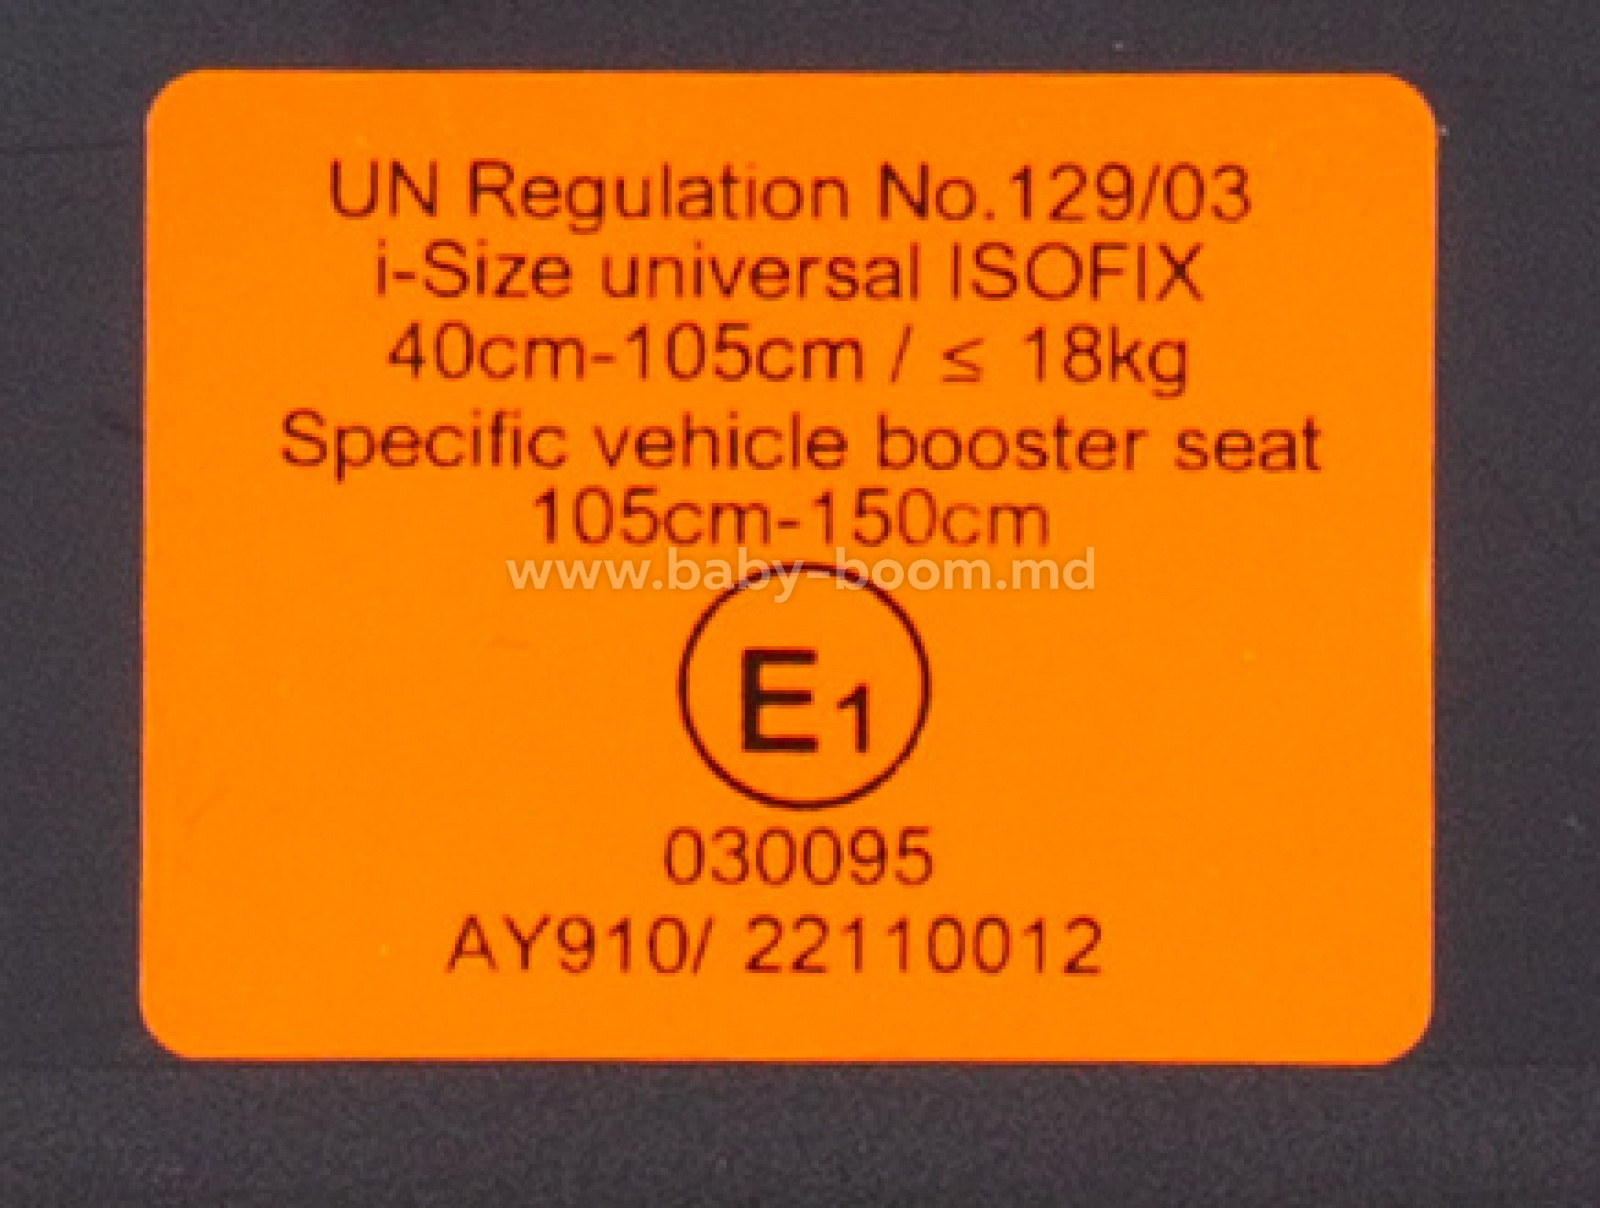 UN Regulation No.129/03
i-Size universal ISOFIX
40cm-105cm / ≤ 18kg
Specific vehicle booster seat
105cm-150cm
www.baby-boom.md
E1
030095
AY910/ 22110012